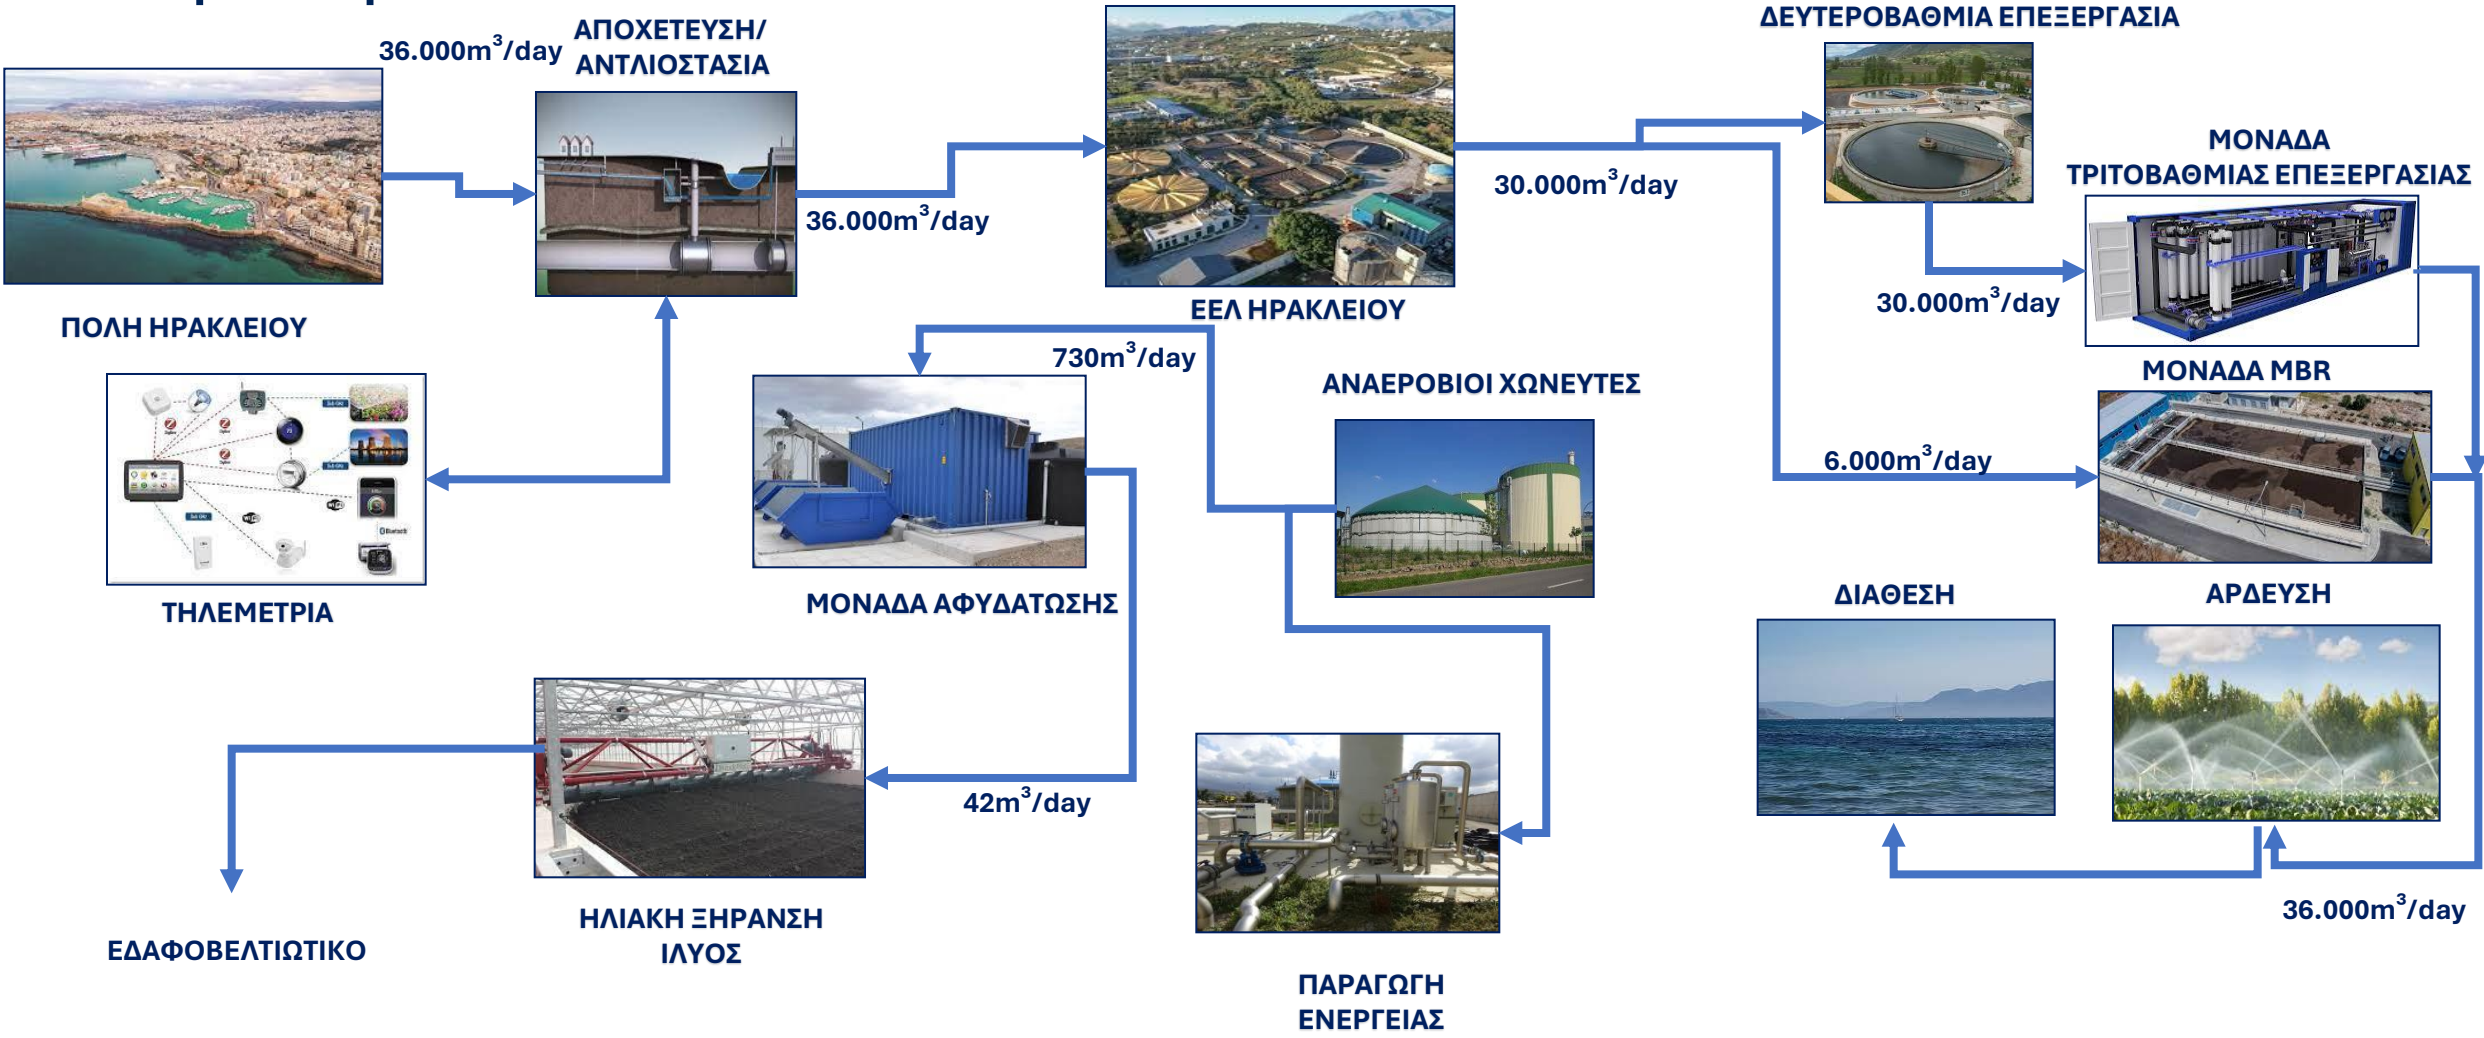 36.000m³/day
ΑΠΟΧΕΤΕΥΣΗ/
ΑΝΤΛΙΟΣΤΑΣΙΑ
ΔΕΥΤΕΡΟΒΑΘΜΙΑ ΕΠΕΞΕΡΓΑΣΙΑ
ΜΟΝΑΔΑ
ΤΡΙΤΟΒΑΘΜΙΑΣ ΕΠΕΞΕΡΓΑΣΙΑΣ
36.000m³/day
30.000m³/day
30.000m³/day
ΠΟΛΗ ΗΡΑΚΛΕΙΟΥ
ΕΕΛ ΗΡΑΚΛΕΙΟΥ
730m³/day
ΑΝΑΕΡΟΒΙΟΙ ΧΩΝΕΥΤΕΣ
ΜΟΝΑΔΑ MBR
6.000m³/day
Bluetooth
ΤΗΛΕΜΕΤΡΙΑ
ΜΟΝΑΔΑ ΑΦΥΔΑΤΩΣΗΣ
ΔΙΑΘΕΣΗ
ΑΡΔΕΥΣΗ
42m³/day
36.000m³/day
ΕΔΑΦΟΒΕΛΤΙΩΤΙΚΟ
ΗΛΙΑΚΗ ΞΗΡΑΝΣΗ
ΙΛΥΟΣ
ΠΑΡΑΓΩΓΗ
ΕΝΕΡΓΕΙΑΣ